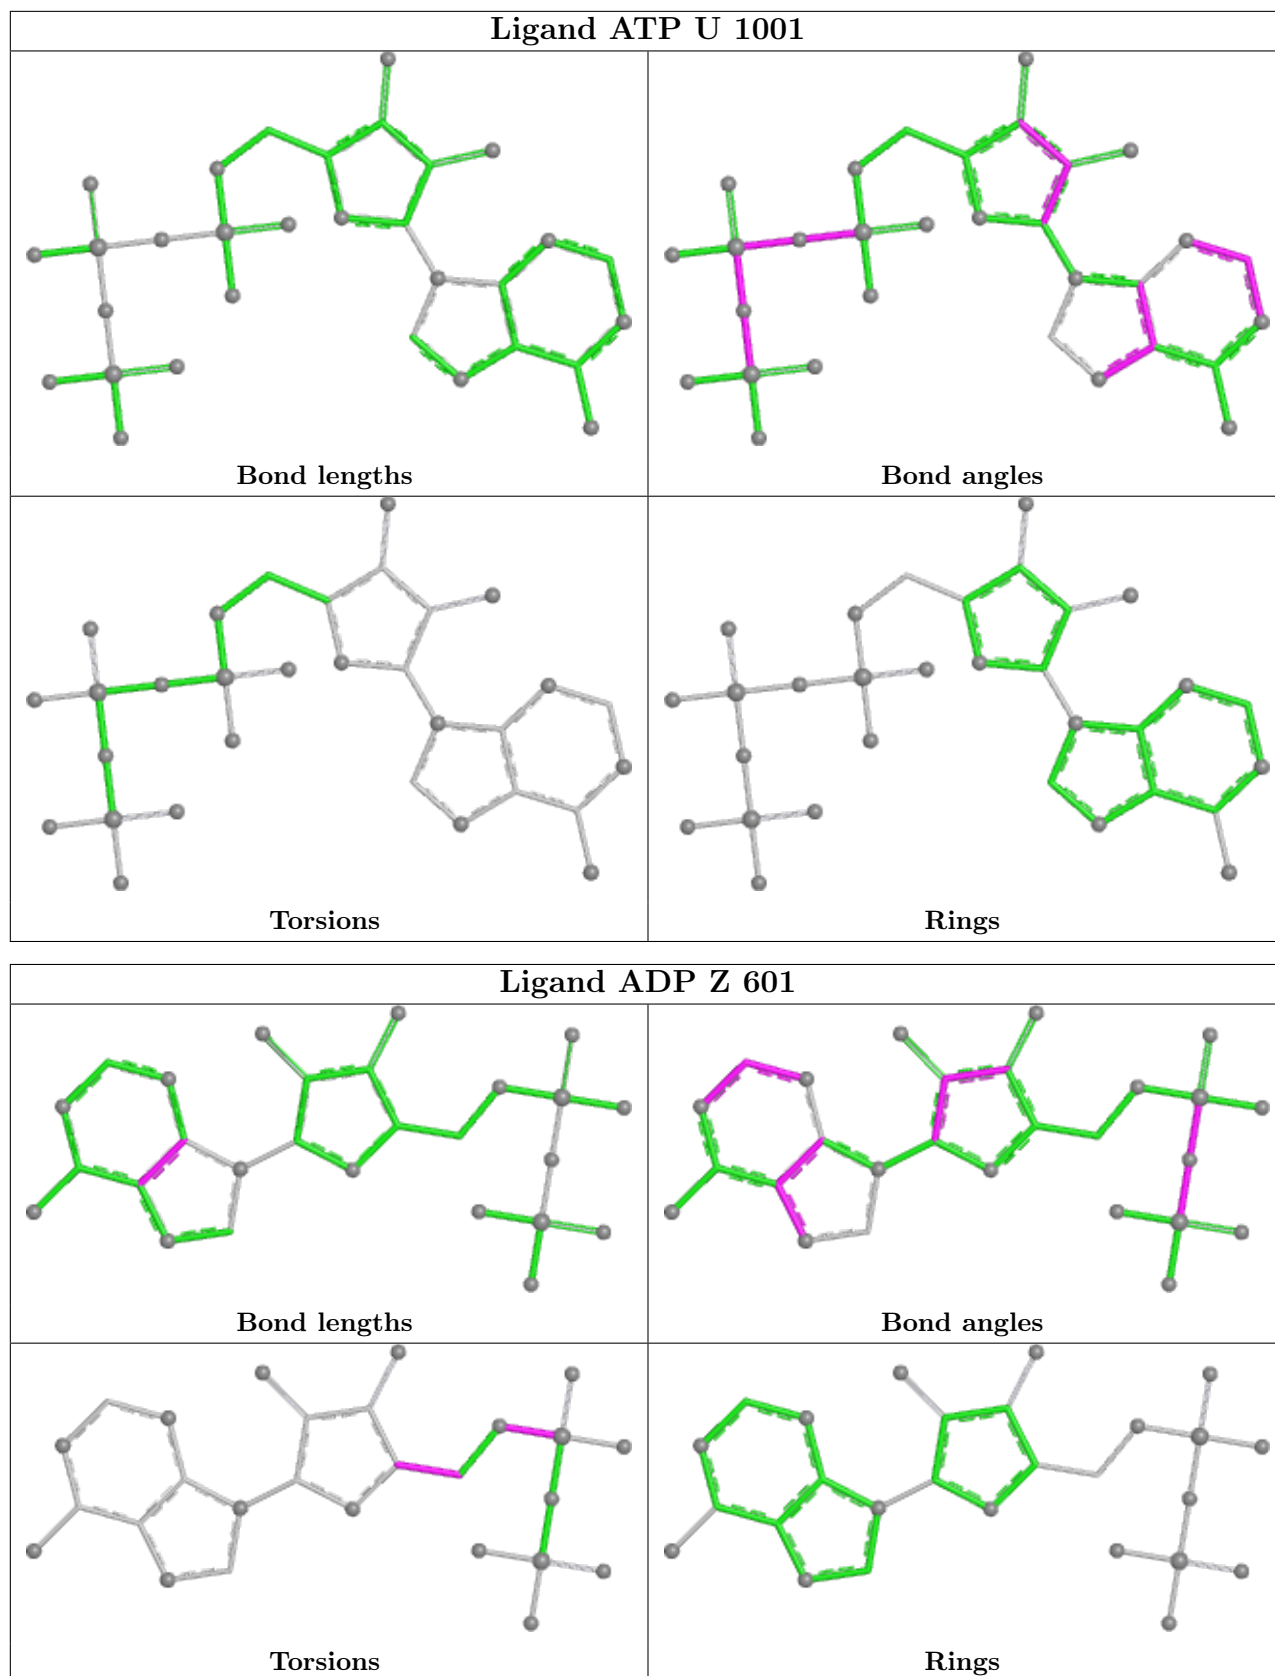 Ligand ATP U 1001
Bond lengths
Bond angles
Torsions
Rings
Ligand ADP Z 601
Bond lengths
Bond angles
Torsions
Rings